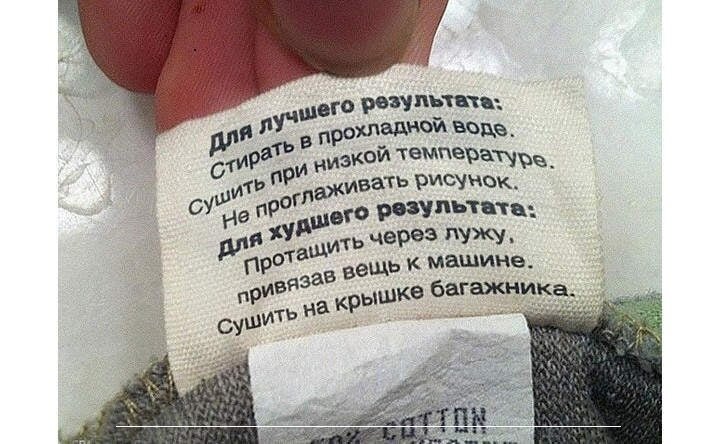 Для лучшего результата:
Стирать в прохладной воде.
Сушить при низкой температуре.
Не проглаживать рисунок.
Для худшего результата:
Протащить через лужу,
привязав вещь к машине.
Сушить на крышке багажника.
COTTON